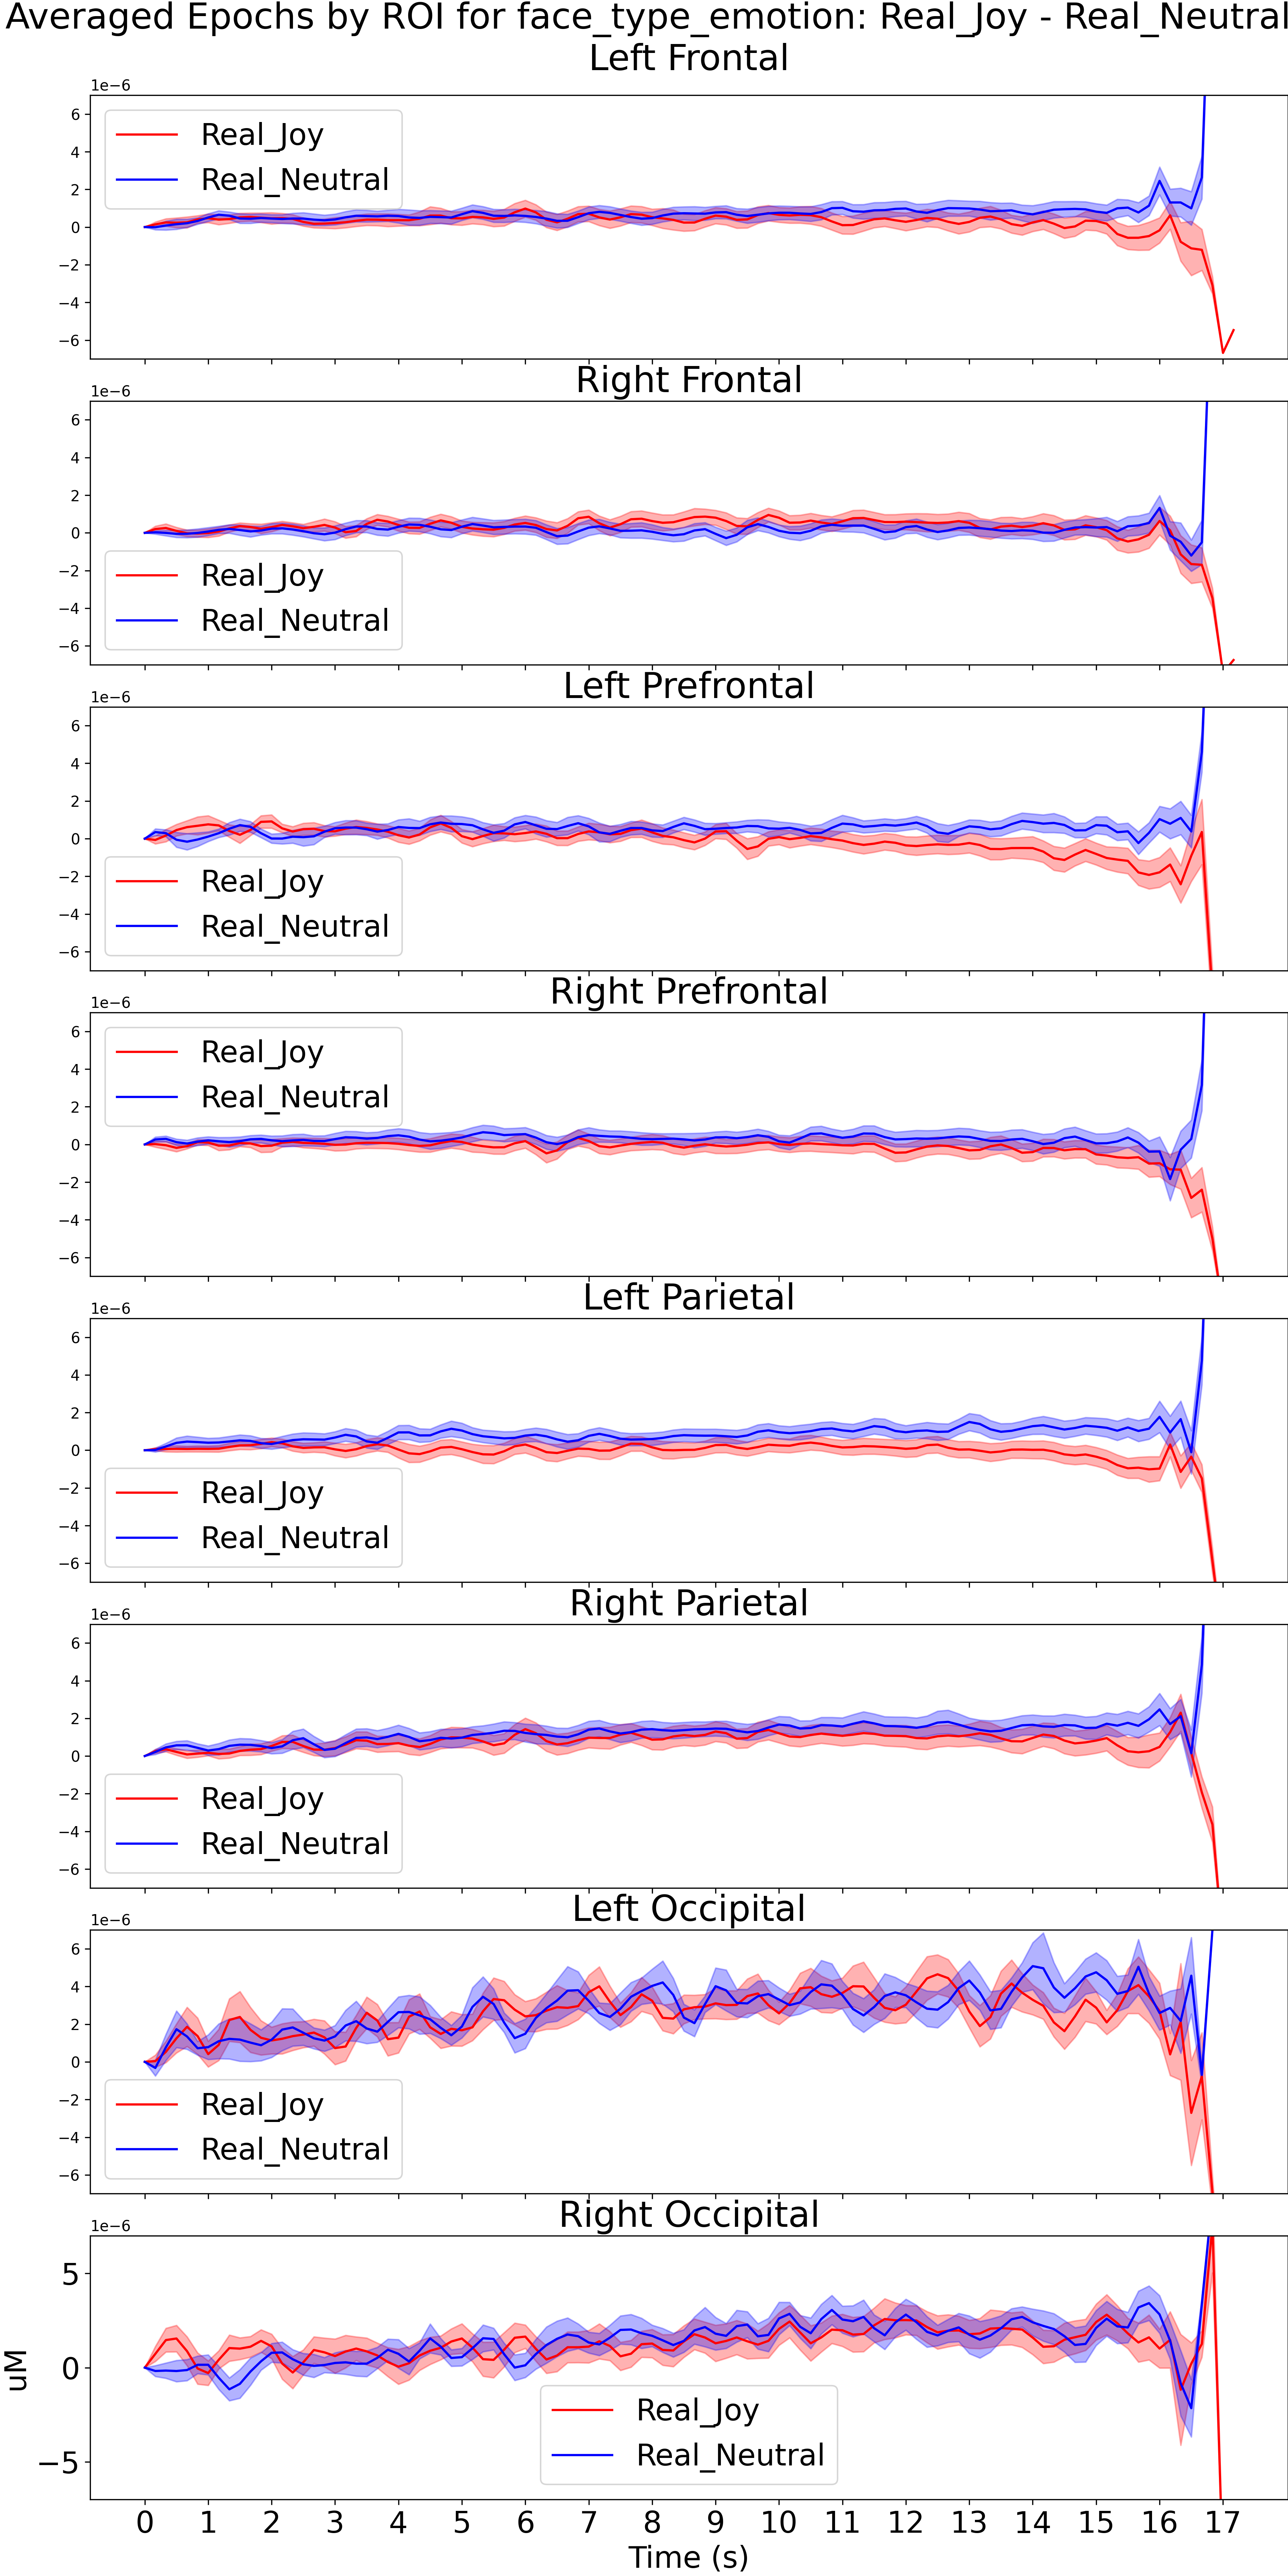 Averaged Epochs by ROI for face_type_emotion: Real_Joy - Real_Neutral
Left Frontal
1e−6
6
4
2
0
−2
−4
−6
Real_Joy
Real_Neutral
Right Frontal
1e−6
6
4
2
0
−2
−4
−6
Real_Joy
Real_Neutral
Left Prefrontal
1e−6
6
4
2
0
−2
−4
−6
Real_Joy
Real_Neutral
Right Prefrontal
1e−6
6
4
2
0
−2
−4
−6
Real_Joy
Real_Neutral
Left Parietal
1e−6
6
4
2
0
−2
−4
−6
Real_Joy
Real_Neutral
Right Parietal
1e−6
6
4
2
0
−2
−4
−6
Real_Joy
Real_Neutral
Left Occipital
1e−6
6
4
2
0
−2
−4
−6
Real_Joy
Real_Neutral
Right Occipital
1e−6
5
0
−5
uM
Real_Joy
Real_Neutral
0 1 2 3 4 5 6 7 8 9 10 11 12 13 14 15 16 17
Time (s)